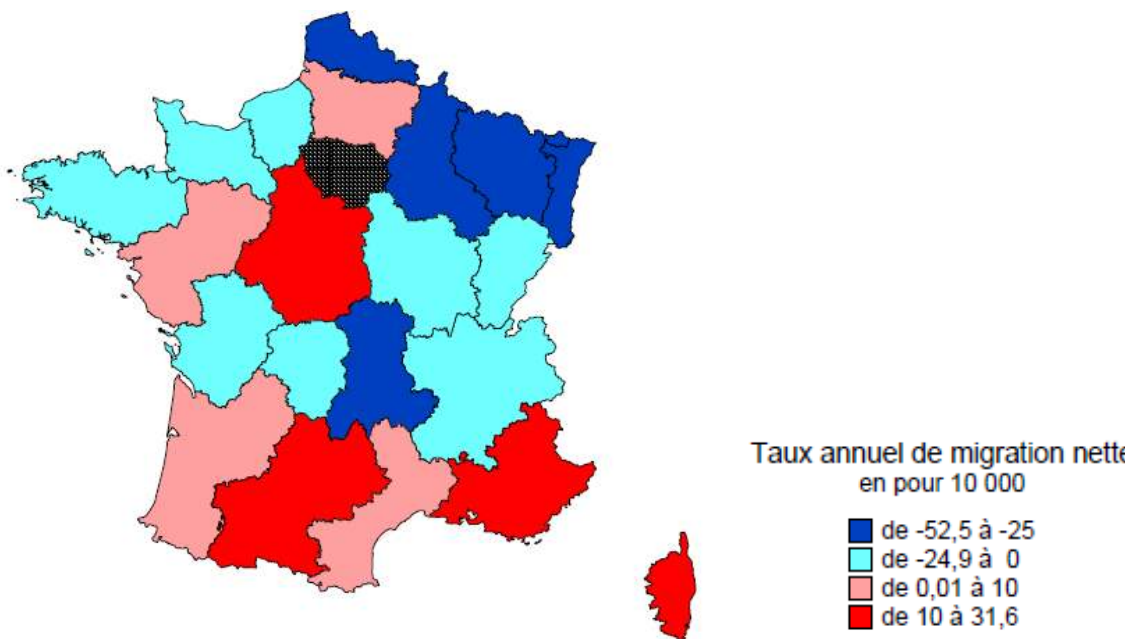 Taux annuel de migration nette
en pour 10 000
de -52,5 à -25
de -24,9 à 0
de 0,01 à 10
de 10 à 31,6